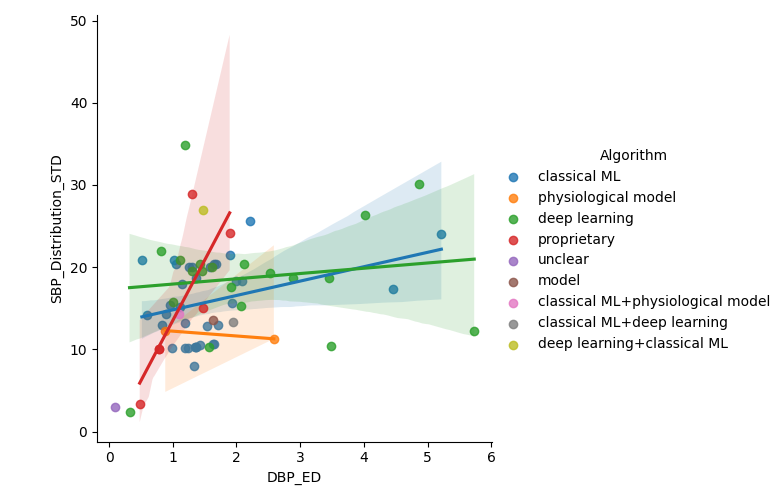 50
40
30
20
10
0
SBP_Distribution_STD
0 1 2 3 4 5 6
DBP_ED
Algorithm
classical ML
physiological model
deep learning
proprietary
unclear
model
classical ML+physiological model
classical ML+deep learning
deep learning+classical ML